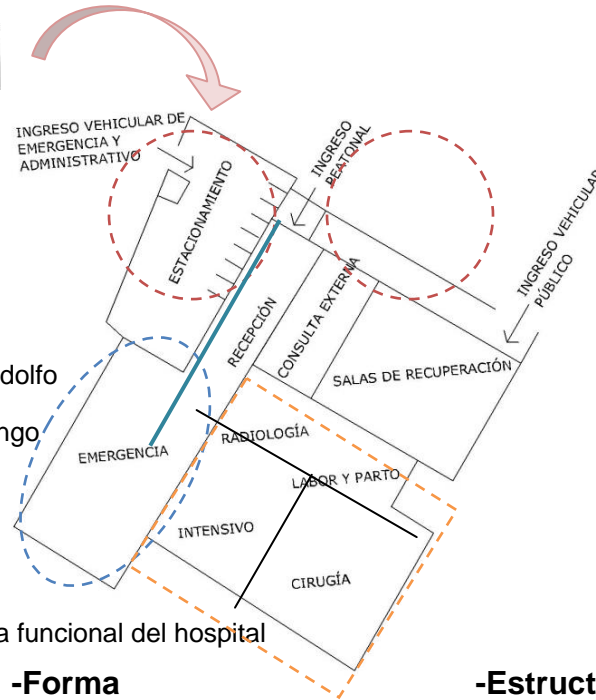 INGRESO VEHICULAR DE
EMERGENCIA Y
ADMINISTRATIVO
INGRESO
PEATONAL
ESTACIONAMIENTO
INGRESO VEHICULAR
PÚBLICO
RECEPCIÓN
CONSULTA EXTERNA
SALAS DE RECUPERACIÓN
dolfo
ngo
EMERGENCIA
RADIOLOGÍA
LABOR Y PARTO
INTENSIVO
CIRUGÍA
a funcional del hospital
-Forma
-Estruct